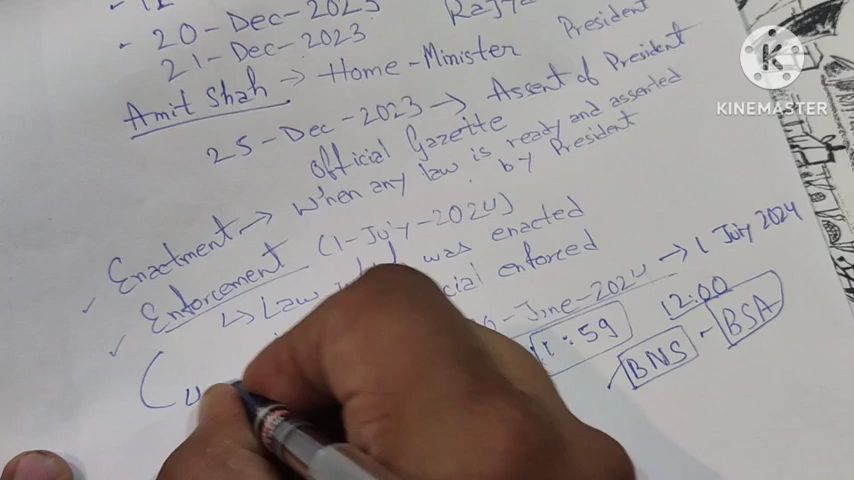 20-Dec-2023
21-Dec-2023
Amit Shah → Home-Minister
President
25-Dec-2023 → Assent of President
official Gazette
Enactment → When any law is ready and asserted
by President
Enforcement (1-July-2024)
↳ Law was enacted
enforced
-June-2024 → 1 July 2024
:59
12:00
BNS - BSA
KINEMASTER